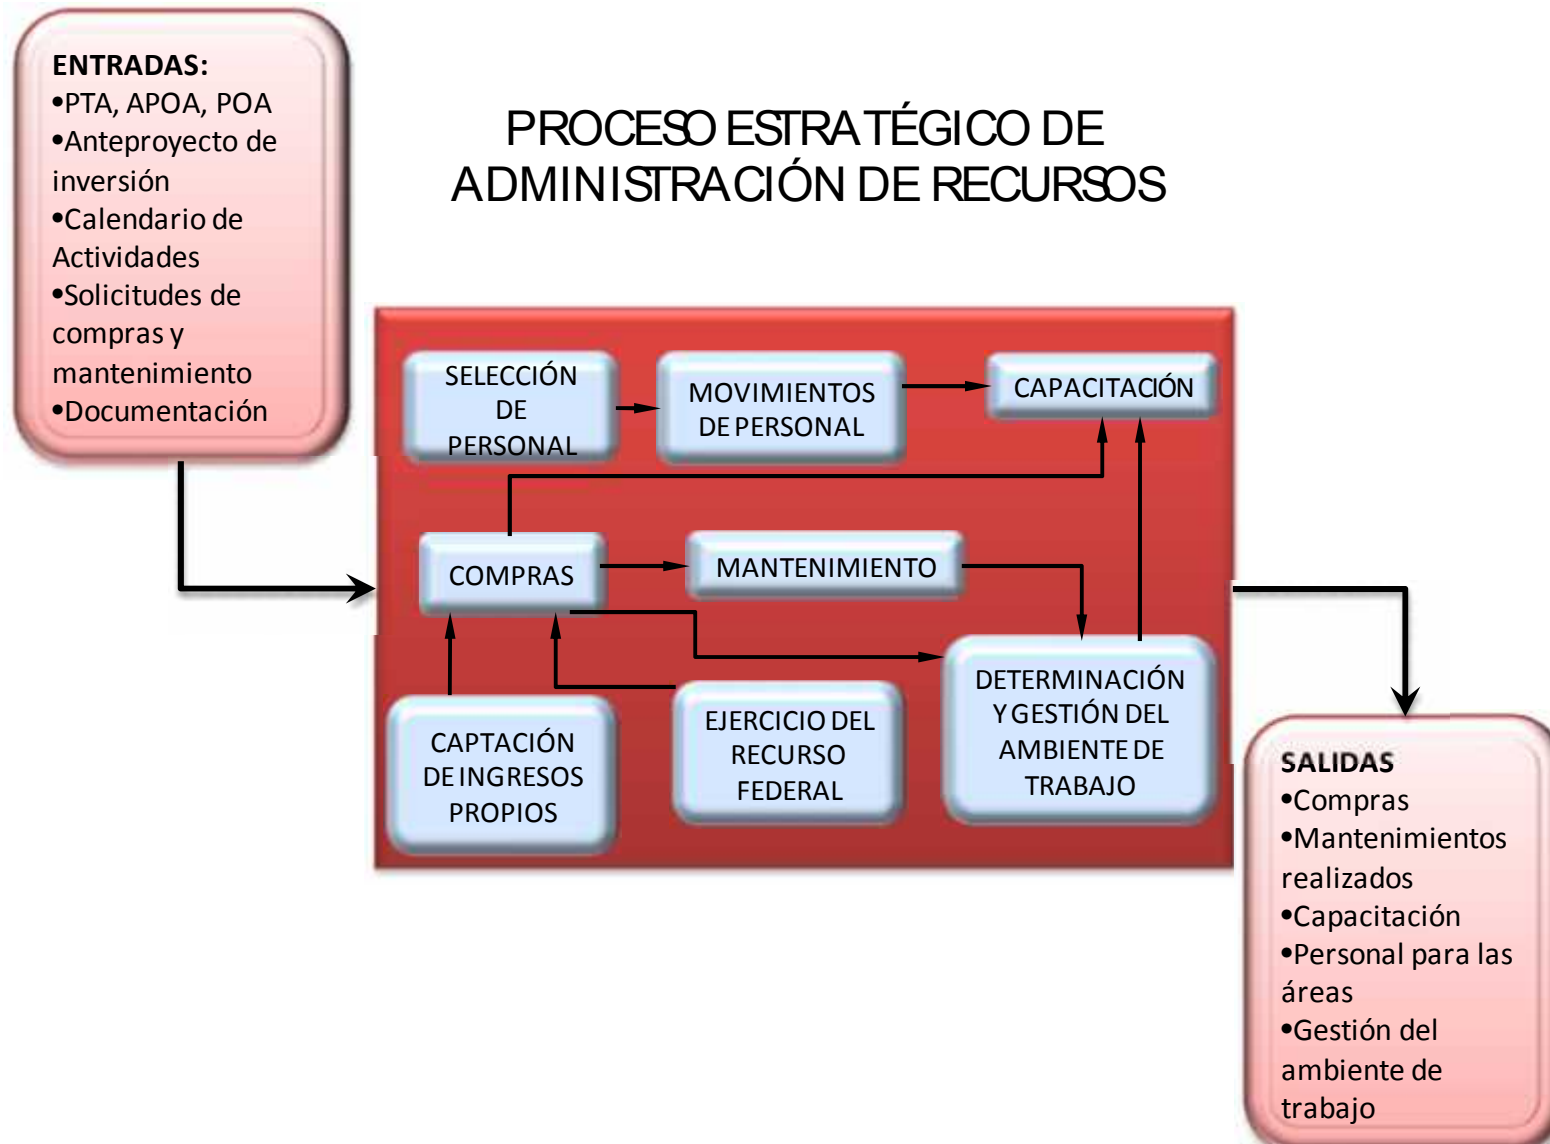 ENTRADAS:
•PTA, APOA, POA
•Anteproyecto de
inversión
•Calendario de
Actividades
•Solicitudes de
compras y
mantenimiento
•Documentación
PROCESO ESTRATÉGICO DE
ADMINISTRACIÓN DE RECURSOS
SELECCIÓN
DE
PERSONAL
MOVIMIENTOS
DE PERSONAL
CAPACITACIÓN
COMPRAS
MANTENIMIENTO
CAPTACIÓN
DE INGRESOS
PROPIOS
EJERCICIO DEL
RECURSO
FEDERAL
DETERMINACIÓN
Y GESTIÓN DEL
AMBIENTE DE
TRABAJO
SALIDAS
•Compras
•Mantenimientos
realizados
•Capacitación
•Personal para las
áreas
•Gestión del
ambiente de
trabajo